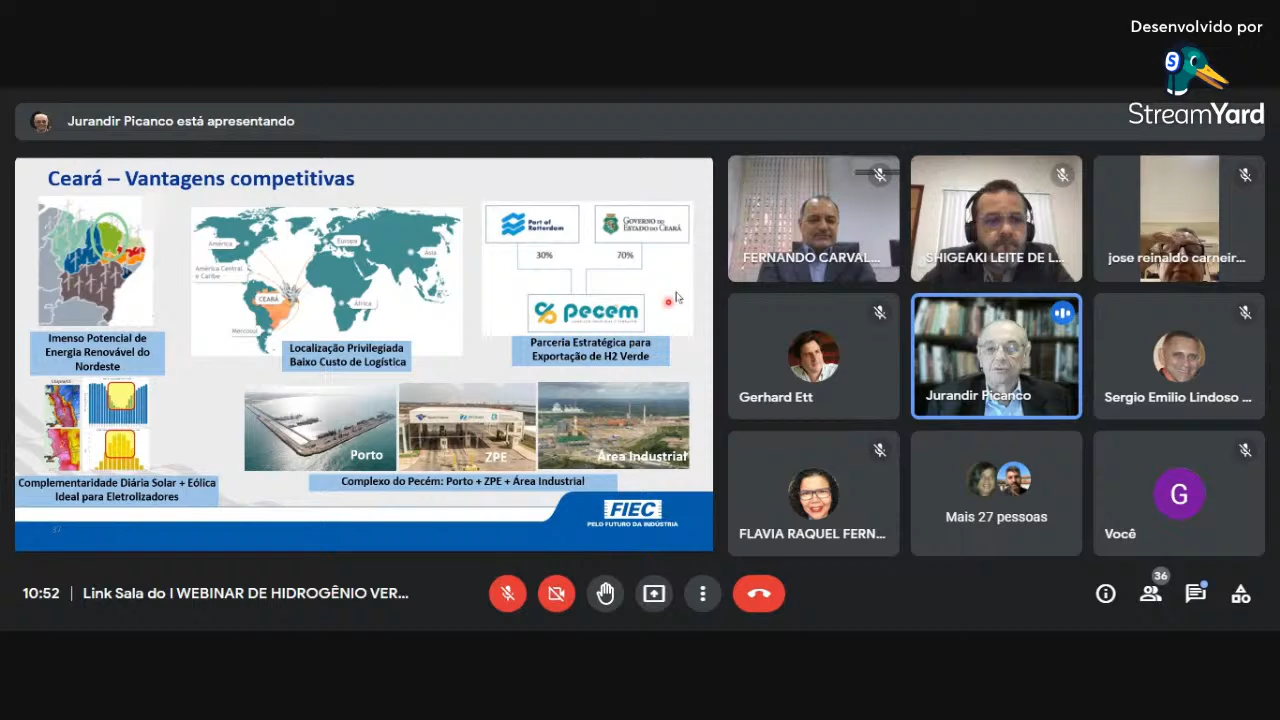 Desenvolvido por
StreamYard
Jurandir Picanco está apresentando
Ceará – Vantagens competitivas
América
Europa
Ásia
América Central
e Caribe
CEARÁ
África
Mercosul
Port of
Rotterdam
GOVERNO DO
ESTADO DO CEARÁ
30%
70%
pecém
Imenso Potencial de
Energia Renovável do
Nordeste
Localização Privilegiada
Baixo Custo de Logística
Parceria Estratégica para
Exportação de H2 Verde
Porto
ZPE
Área Industrial
Complementaridade Diária Solar + Eólica
Ideal para Eletrolizadores
Complexo do Pecém: Porto + ZPE + Área Industrial
FIEC
PELO FUTURO DA INDÚSTRIA
FERNANDO CARVAL...
SHIGEAKI LEITE DE L...
jose reinaldo carneir...
Gerhard Ett
Jurandir Picanco
Sergio Emilio Lindoso ...
FLAVIA RAQUEL FERN...
Mais 27 pessoas
G
Você
10:52 | Link Sala do I WEBINAR DE HIDROGÊNIO VER...
36